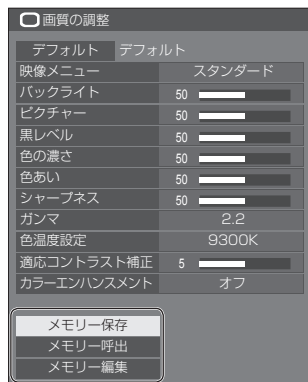 画質の調整
デフォルト デフォルト
映像メニュー スタンダード
バックライト 50
ピクチャー 50
黒レベル 50
色の濃さ 50
色あい 50
シャープネス 50
ガンマ 2.2
色温度設定 9300K
適応コントラスト補正 5
カラーエンハンスメント オフ
メモリー保存
メモリー呼出
メモリー編集